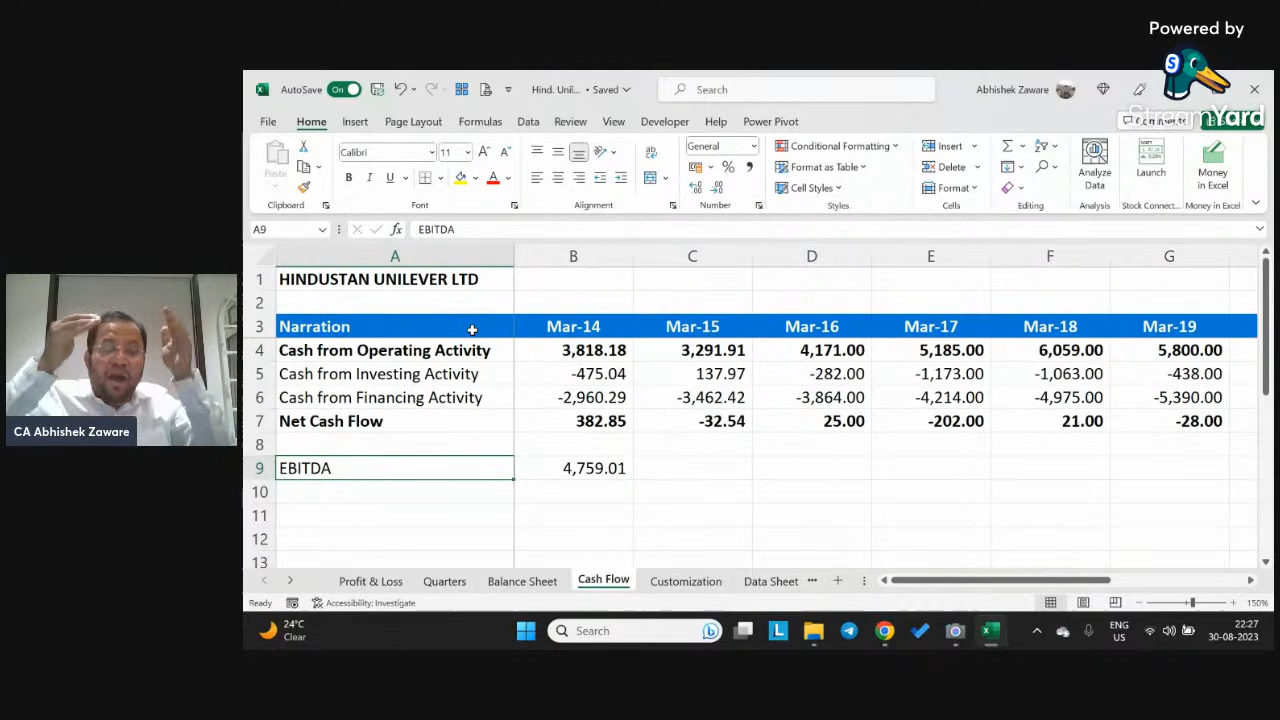 Powered by
StreamYard
AutoSave On
Hind. Unil... • Saved
Search
Abhishek Zaware
File Home Insert Page Layout Formulas Data Review View Developer Help Power Pivot
Comments
Paste
Clipboard
Calibri 11
B I U
Font
Alignment
General
Number
Conditional Formatting
Format as Table
Cell Styles
Styles
Insert
Delete
Format
Cells
Editing
Analyze Data
Analysis
Launch
Stock Connect...
Money in Excel
Money in Excel
A9 fx EBITDA
A B C D E F G
1 HINDUSTAN UNILEVER LTD
2
3 Narration Mar-14 Mar-15 Mar-16 Mar-17 Mar-18 Mar-19
4 Cash from Operating Activity 3,818.18 3,291.91 4,171.00 5,185.00 6,059.00 5,800.00
5 Cash from Investing Activity -475.04 137.97 -282.00 -1,173.00 -1,063.00 -438.00
6 Cash from Financing Activity -2,960.29 -3,462.42 -3,864.00 -4,214.00 -4,975.00 -5,390.00
7 Net Cash Flow 382.85 -32.54 25.00 -202.00 21.00 -28.00
8
9 EBITDA 4,759.01
10
11
12
13
CA Abhishek Zaware
Profit & Loss Quarters Balance Sheet Cash Flow Customization Data Sheet ...
Ready Accessibility: Investigate 150%
24°C
Clear
Search
ENG
US
22:27
30-08-2023